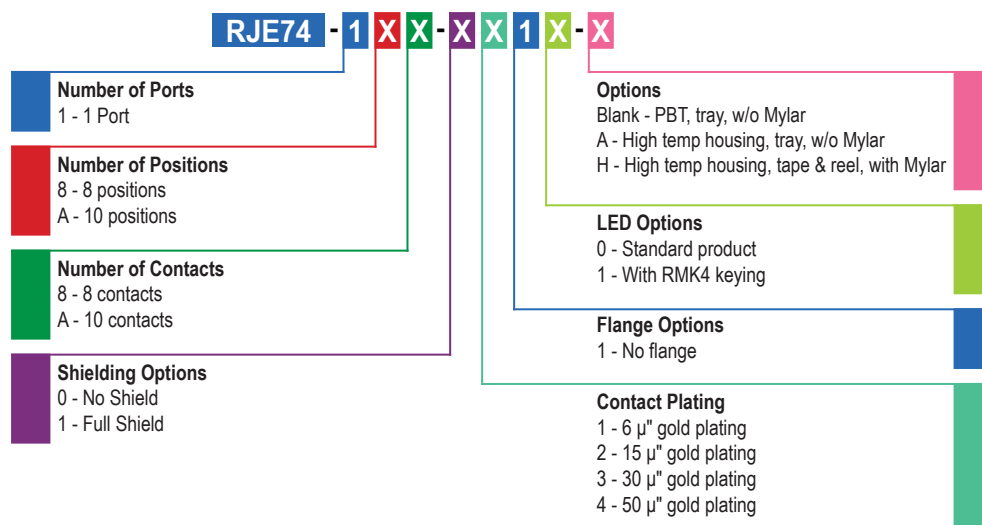 RJE74 - 1 X X - X X 1 X - X
Number of Ports
1 - 1 Port
Number of Positions
8 - 8 positions
A - 10 positions
Number of Contacts
8 - 8 contacts
A - 10 contacts
Shielding Options
0 - No Shield
1 - Full Shield
Options
Blank - PBT, tray, w/o Mylar
A - High temp housing, tray, w/o Mylar
H - High temp housing, tape & reel, with Mylar
LED Options
0 - Standard product
1 - With RMK4 keying
Flange Options
1 - No flange
Contact Plating
1 - 6 µ" gold plating
2 - 15 µ" gold plating
3 - 30 µ" gold plating
4 - 50 µ" gold plating